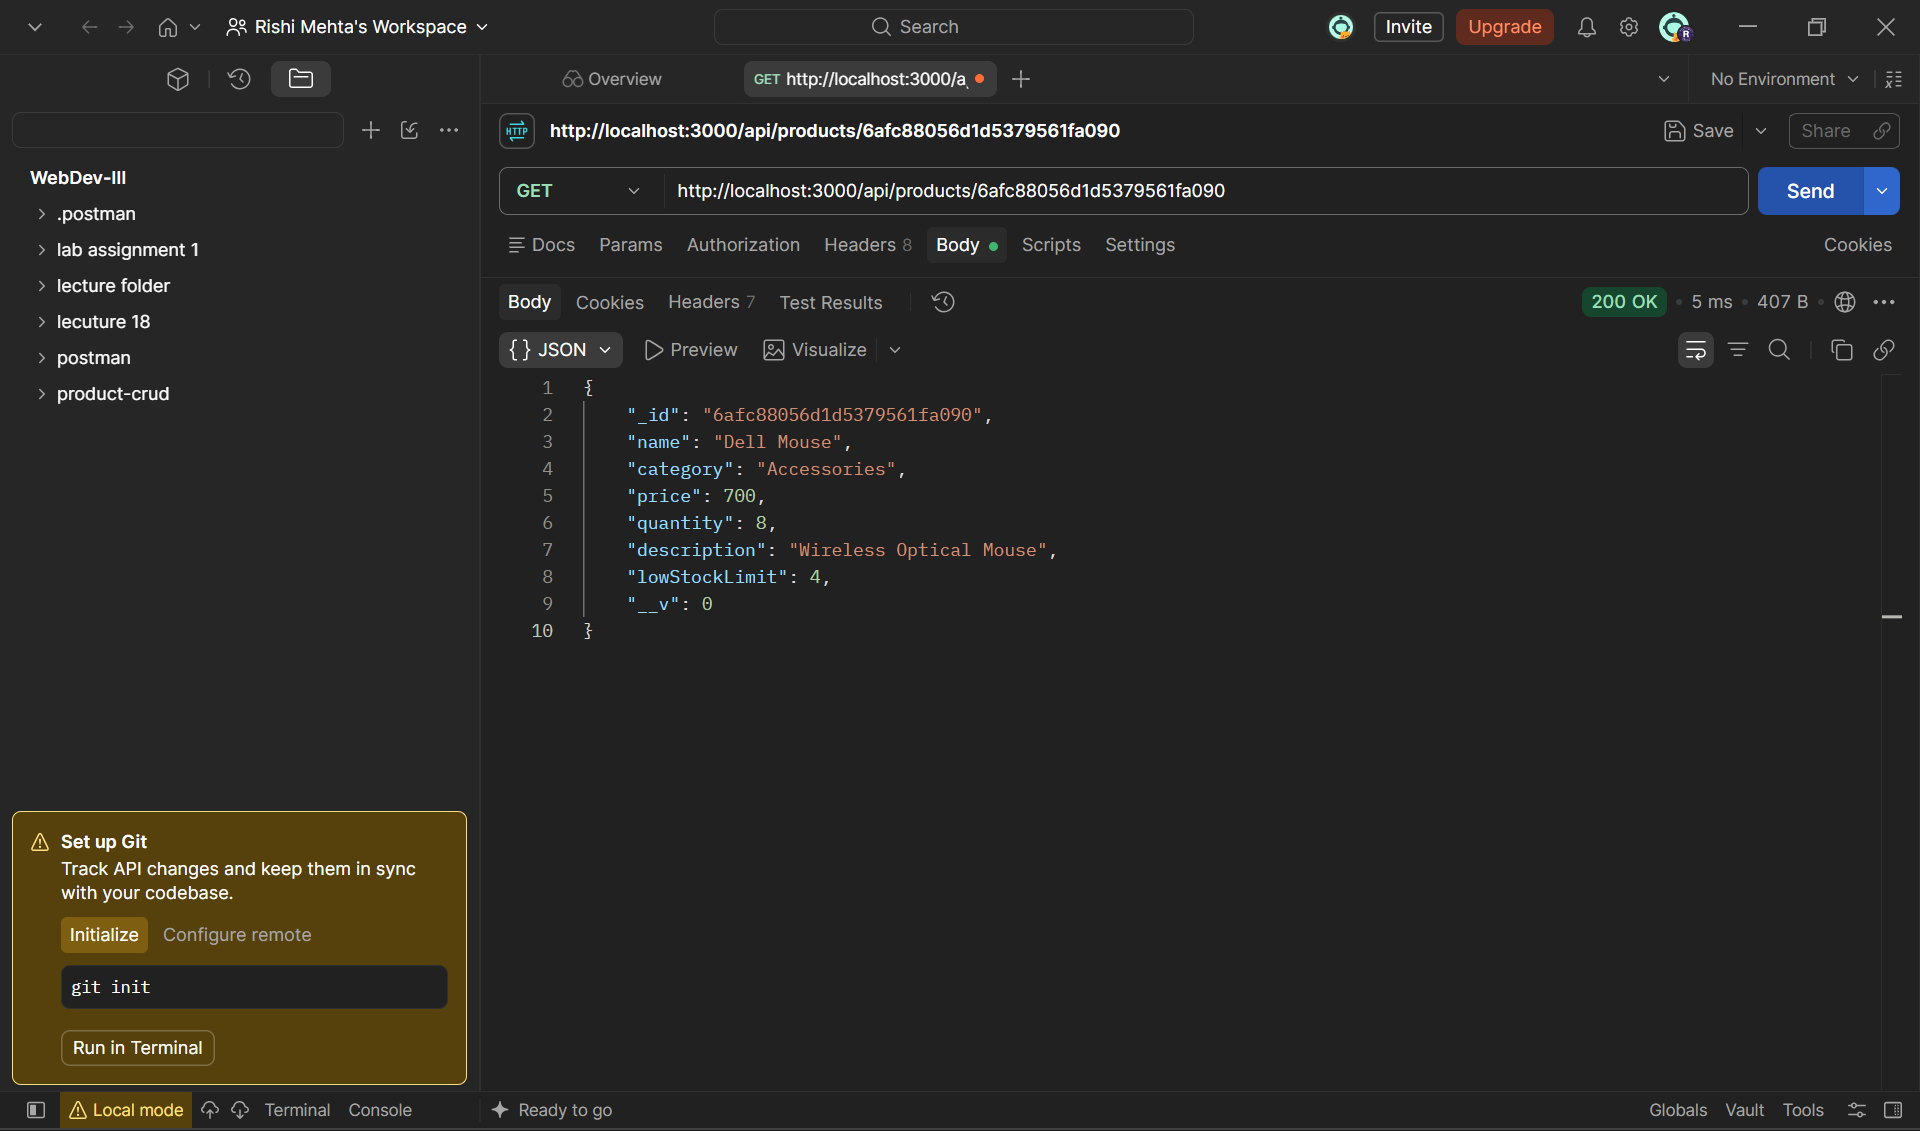 Rishi Mehta's Workspace
Search
Invite
Upgrade
R
Overview
GET http://localhost:3000/a
No Environment
HTTP
http://localhost:3000/api/products/6afc88056d1d5379561fa090
Save
Share
WebDev-III
.postman
lab assignment 1
lecture folder
lecuture 18
postman
product-crud
GET
http://localhost:3000/api/products/6afc88056d1d5379561fa090
Send
Docs Params Authorization Headers 8 Body Scripts Settings Cookies
Body Cookies Headers 7 Test Results
200 OK • 5 ms • 407 B
{} JSON
Preview
Visualize
1 {
2 "_id": "6afc88056d1d5379561fa090",
3 "name": "Dell Mouse",
4 "category": "Accessories",
5 "price": 700,
6 "quantity": 8,
7 "description": "Wireless Optical Mouse",
8 "lowStockLimit": 4,
9 "__v": 0
10 }
Set up Git
Track API changes and keep them in sync
with your codebase.
Initialize
Configure remote
git init
Run in Terminal
Local mode
Terminal
Console
Ready to go
Globals
Vault
Tools